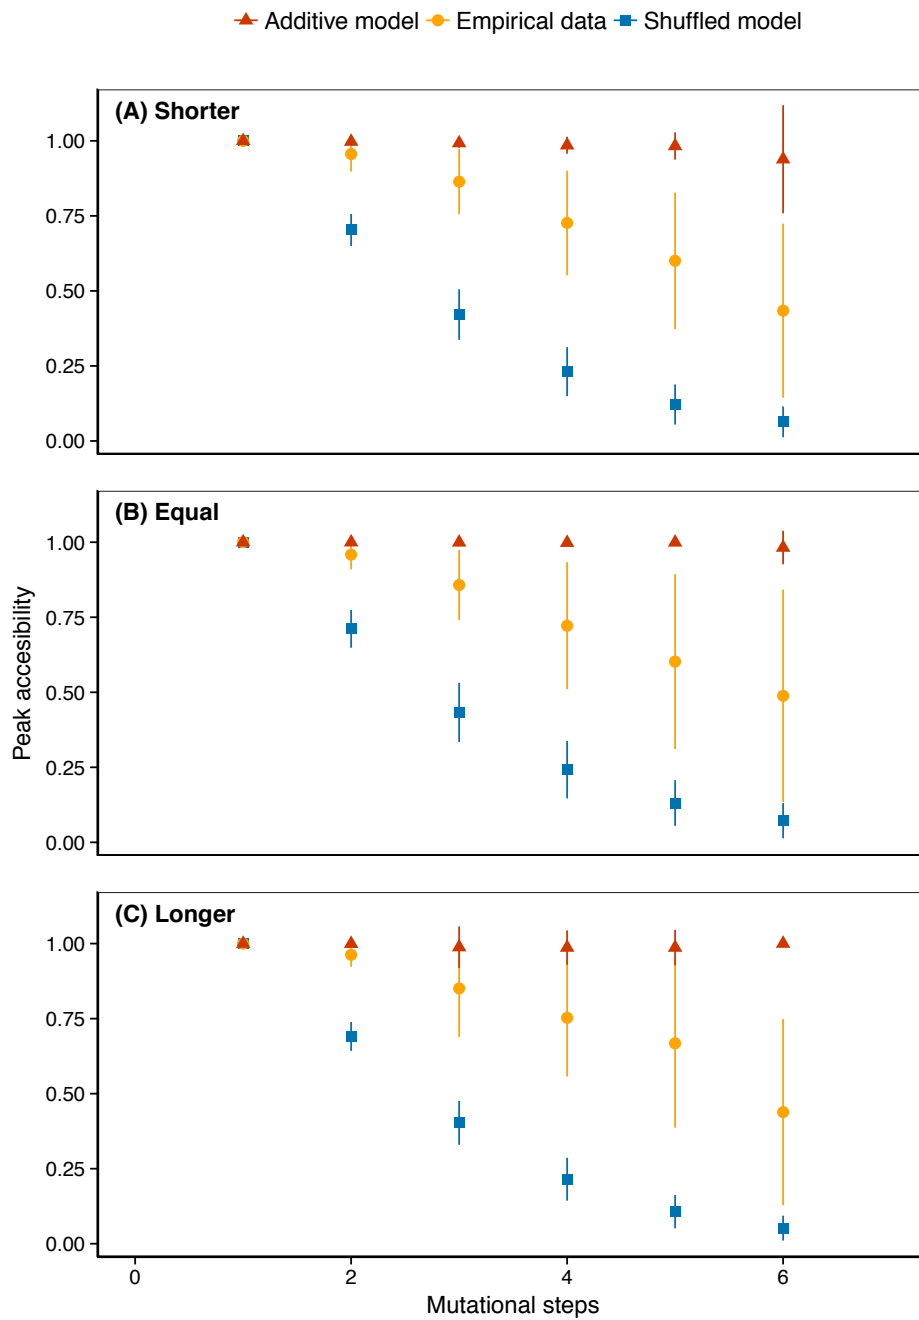 Additive model Empirical data Shuffled model
(A) Shorter
1.00
0.75
0.50
0.25
0.00
(B) Equal
1.00
0.75
0.50
0.25
0.00
Peak accesibility
(C) Longer
1.00
0.75
0.50
0.25
0.00
0 2 4 6
Mutational steps